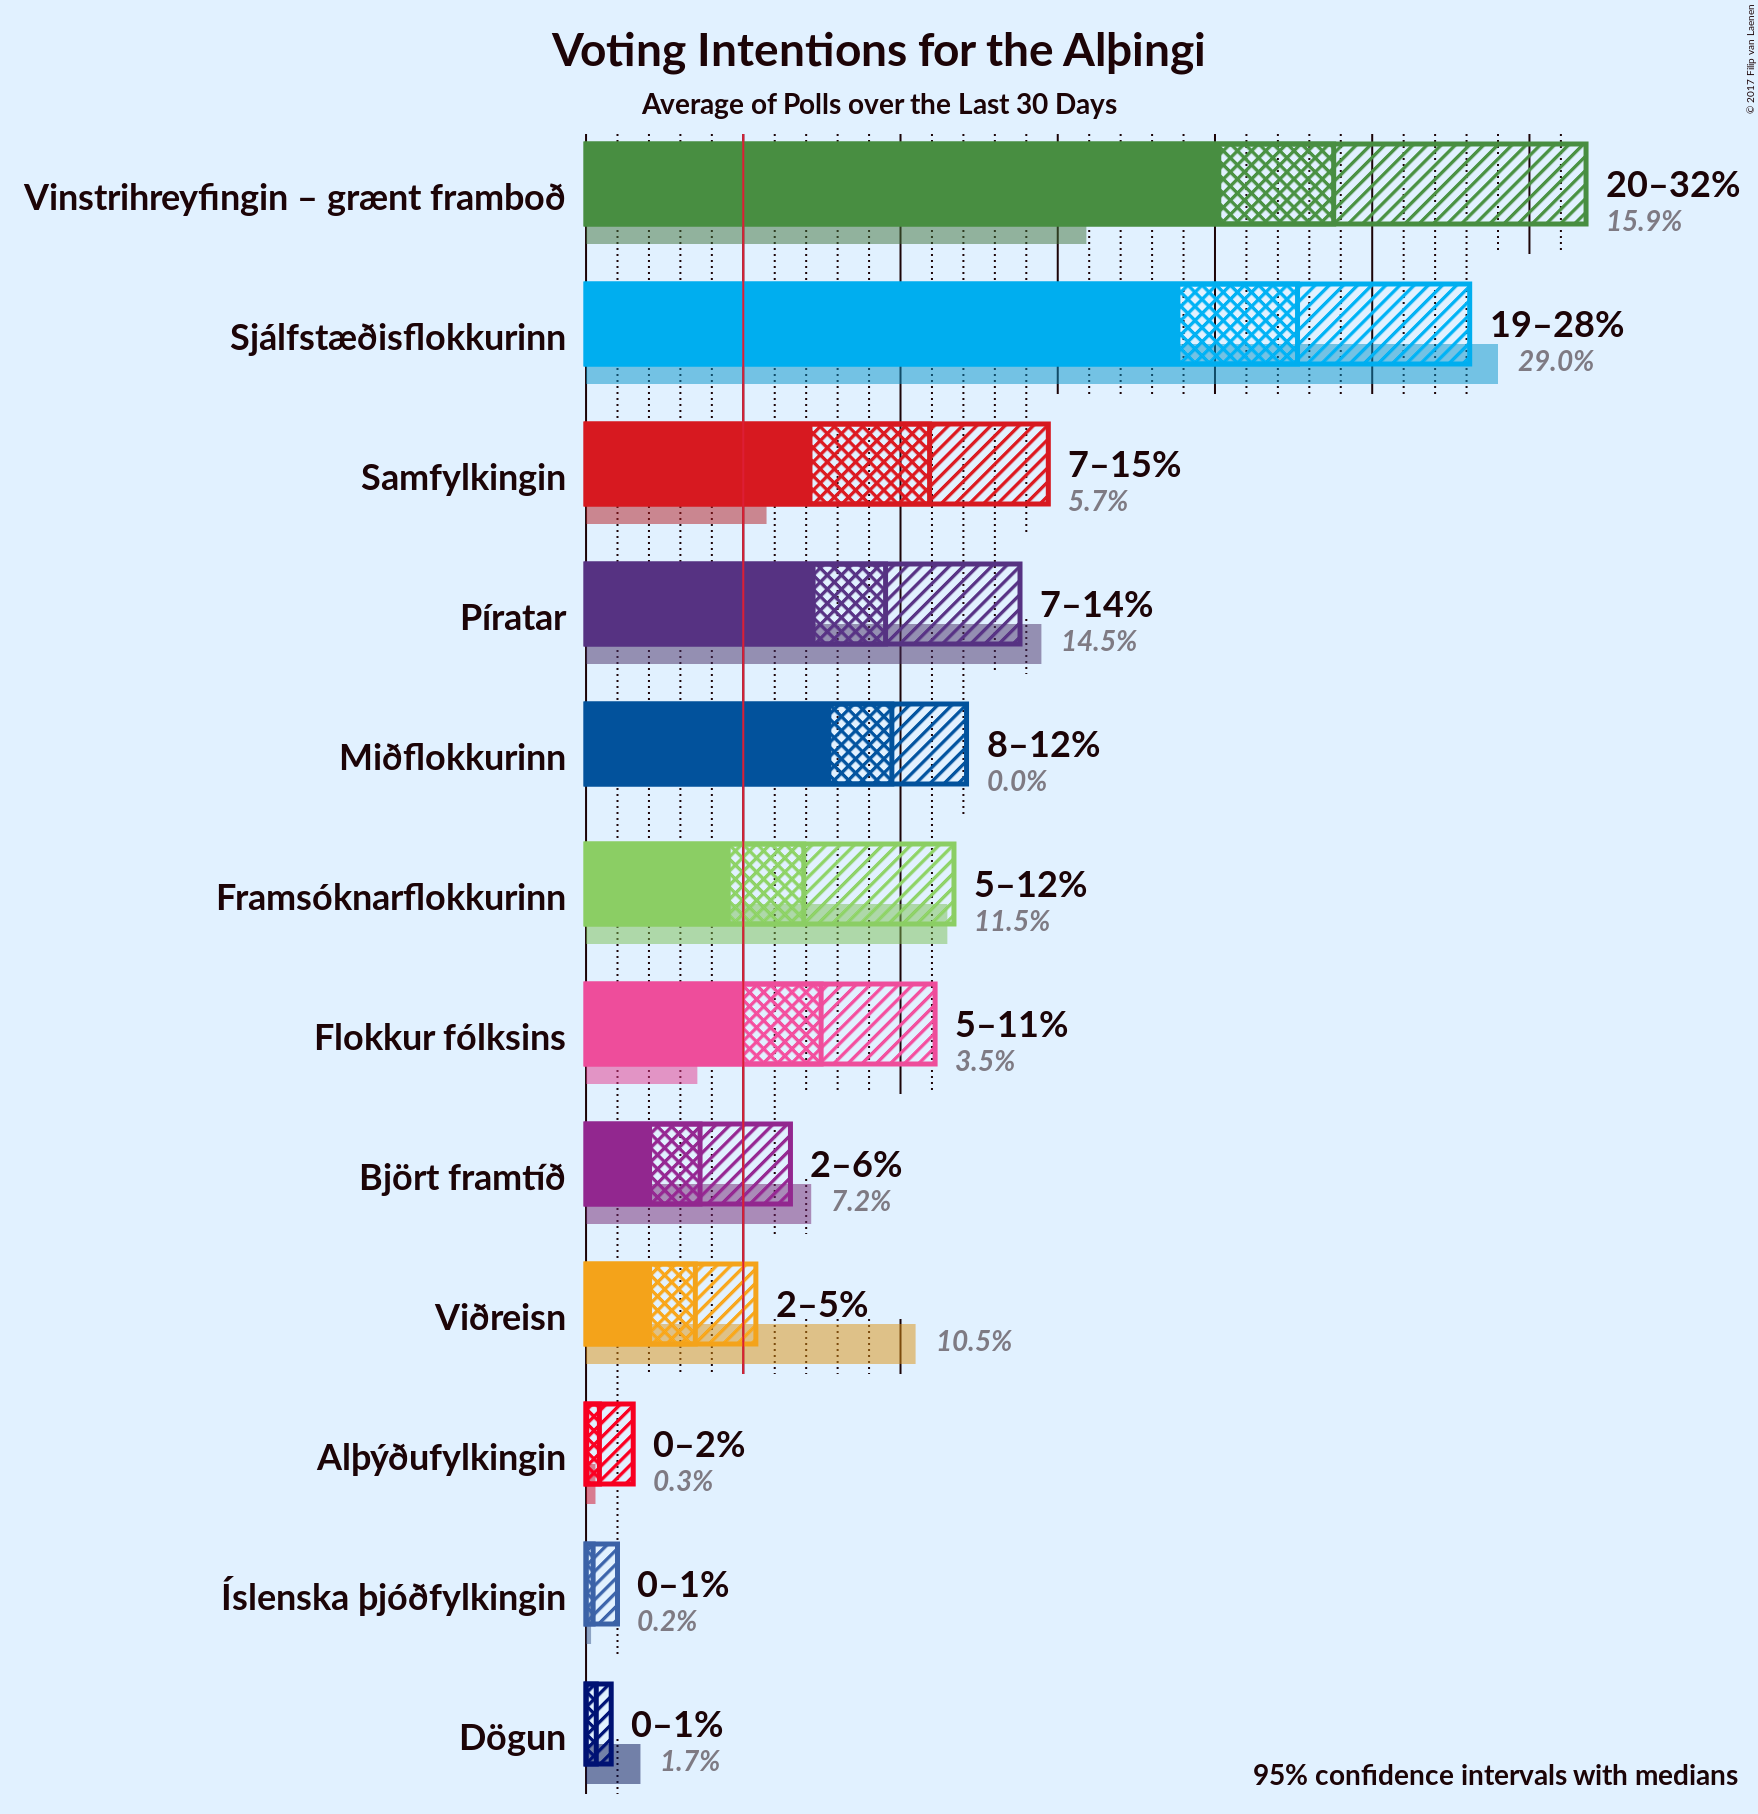 Voting Intentions for the Alþingi
Average of Polls over the Last 30 Days
© 2017 Filip van Laenen
Vinstrihreyfingin – grænt framboð
20–32%
15.9%
Sjálfstæðisflokkurinn
19–28%
29.0%
Samfylkingin
7–15%
5.7%
Píratar
7–14%
14.5%
Miðflokkurinn
8–12%
0.0%
Framsóknarflokkurinn
5–12%
11.5%
Flokkur fólksins
5–11%
3.5%
Björt framtíð
2–6%
7.2%
Viðreisn
2–5%
10.5%
Alþýðufylkingin
0–2%
0.3%
Íslenska þjóðfylkingin
0–1%
0.2%
Dögun
0–1%
1.7%
95% confidence intervals with medians